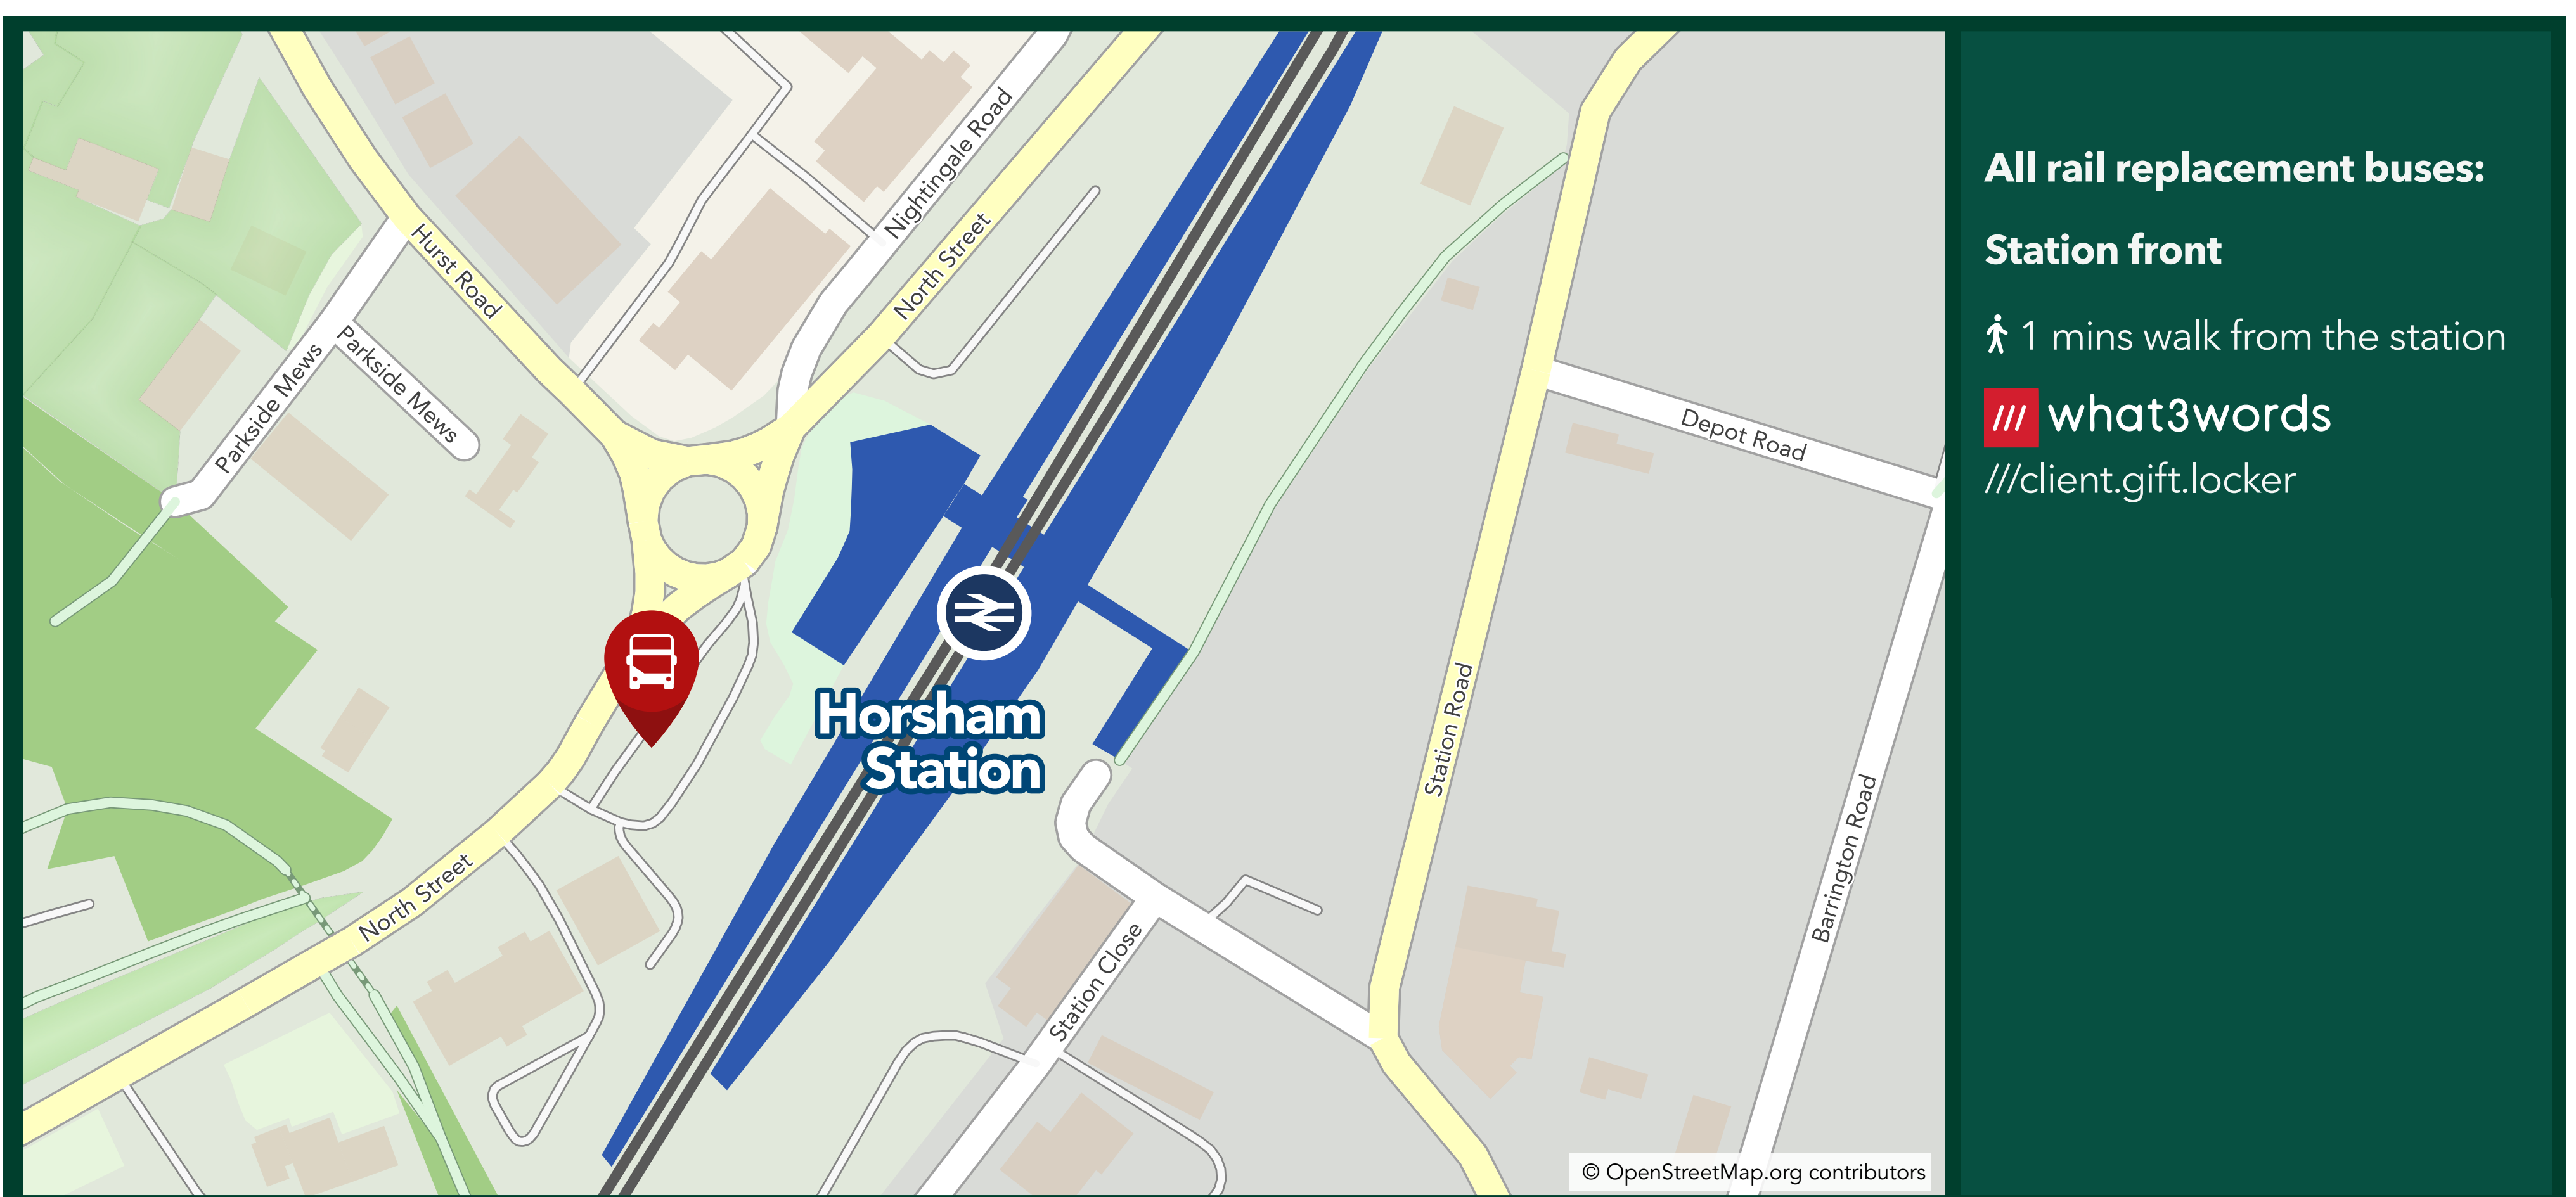 Hurst Road
Nightingale Road
North Street
Parkside Mews
Parkside Mews
Depot Road
Horsham
Station
Station Road
Barrington Road
North Street
Station Close
© OpenStreetMap.org contributors
All rail replacement buses:
Station front
1 mins walk from the station
/// what3words
///client.gift.locker